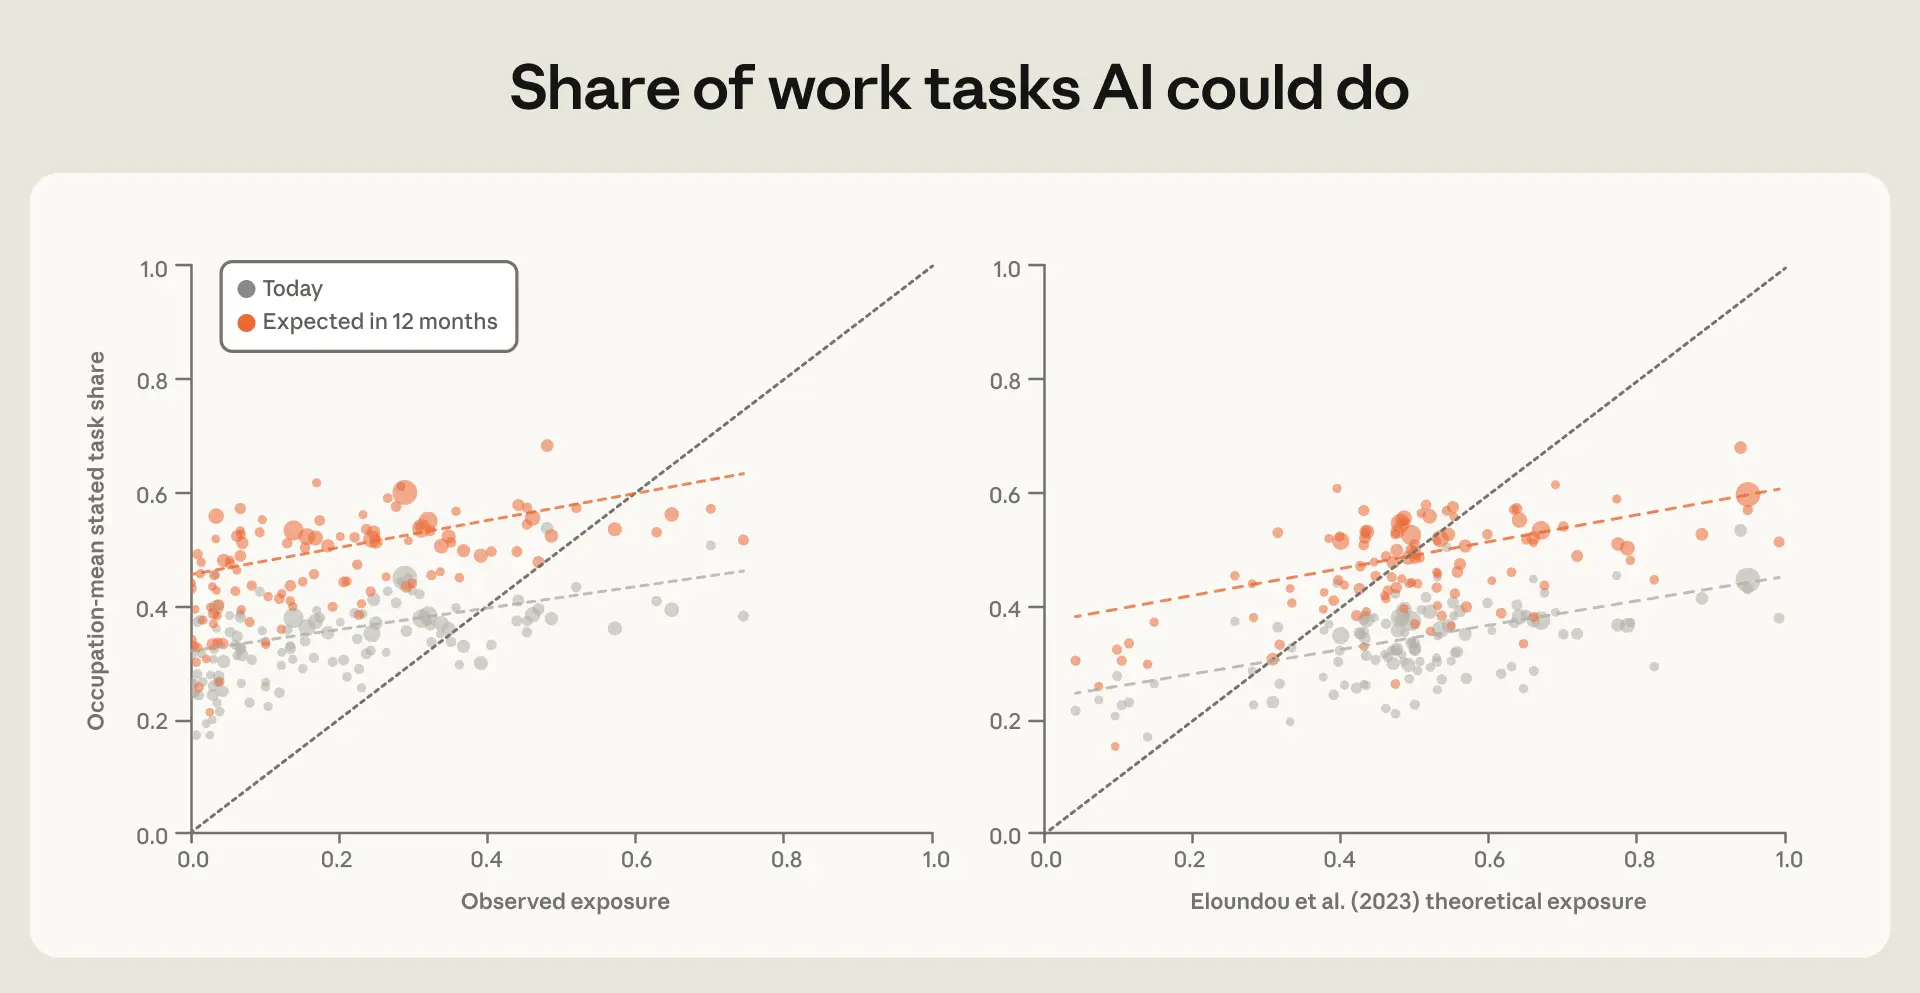 Share of work tasks AI could do
Today
Expected in 12 months
Occupation-mean stated task share
1.0
0.8
0.6
0.4
0.2
0.0
0.0 0.2 0.4 0.6 0.8 1.0
Observed exposure
1.0
0.8
0.6
0.4
0.2
0.0
0.0 0.2 0.4 0.6 0.8 1.0
Eloundou et al. (2023) theoretical exposure